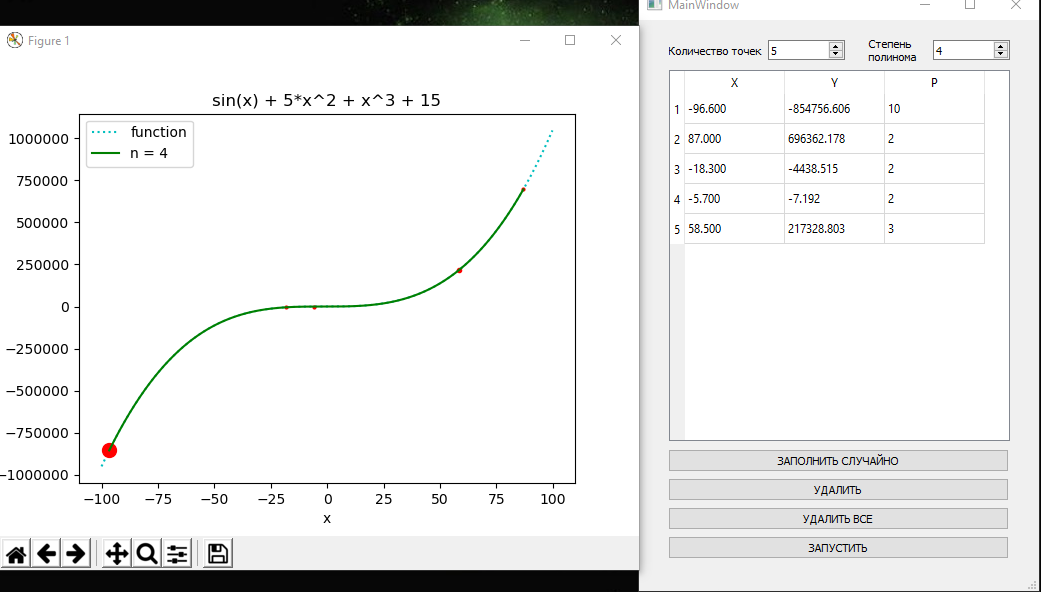 MainWindow
Figure 1
Количество точек 5 Степень полинома 4
sin(x) + 5*x^2 + x^3 + 15
function
n = 4
1000000
750000
500000
250000
0
−250000
−500000
−750000
−1000000
−100 −75 −50 −25 0 25 50 75 100
x
X Y P
1 -96.600 -854756.606 10
2 87.000 696362.178 2
3 -18.300 -4438.515 2
4 -5.700 -7.192 2
5 58.500 217328.803 3
ЗАПОЛНИТЬ СЛУЧАЙНО
УДАЛИТЬ
УДАЛИТЬ ВСЕ
ЗАПУСТИТЬ